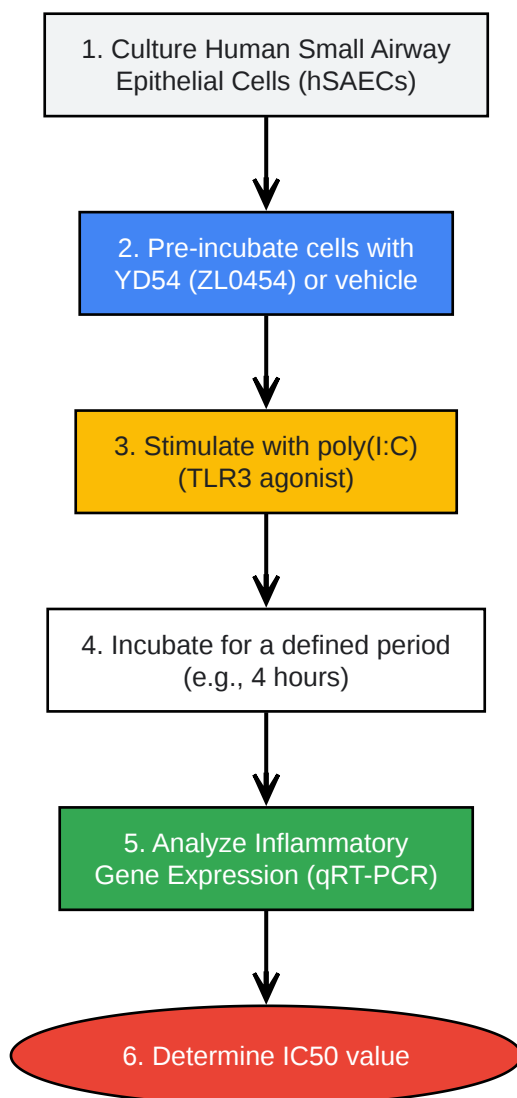 1. Culture Human Small Airway
Epithelial Cells (hSAECs)
2. Pre-incubate cells with
YD54 (ZL0454) or vehicle
3. Stimulate with poly(I:C)
(TLR3 agonist)
4. Incubate for a defined period
(e.g., 4 hours)
5. Analyze Inflammatory
Gene Expression (qRT-PCR)
6. Determine IC50 value